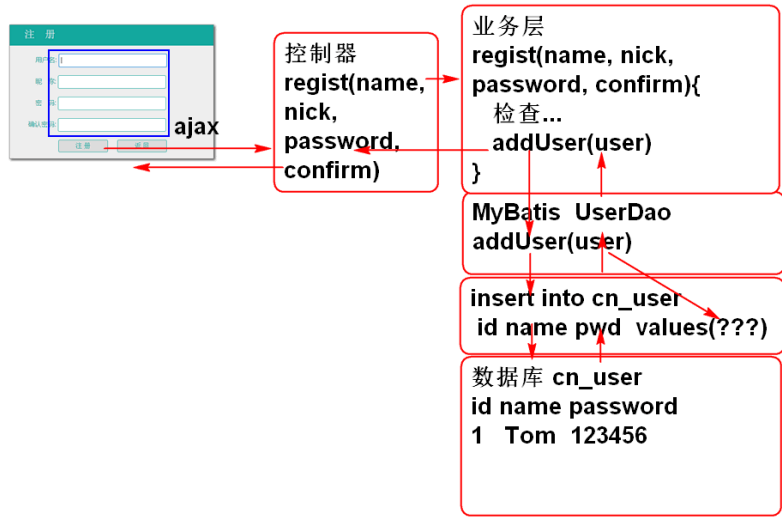 注 册
用户名:
昵 称:
密 码:
确认密码:
注 册
返 回
ajax
控制器
regist(name,
nick,
password,
confirm)
业务层
regist(name, nick,
password, confirm){
检查...
addUser(user)
}
MyBatis UserDao
addUser(user)
insert into cn_user
id name pwd values(???)
数据库 cn_user
id name password
1 Tom 123456